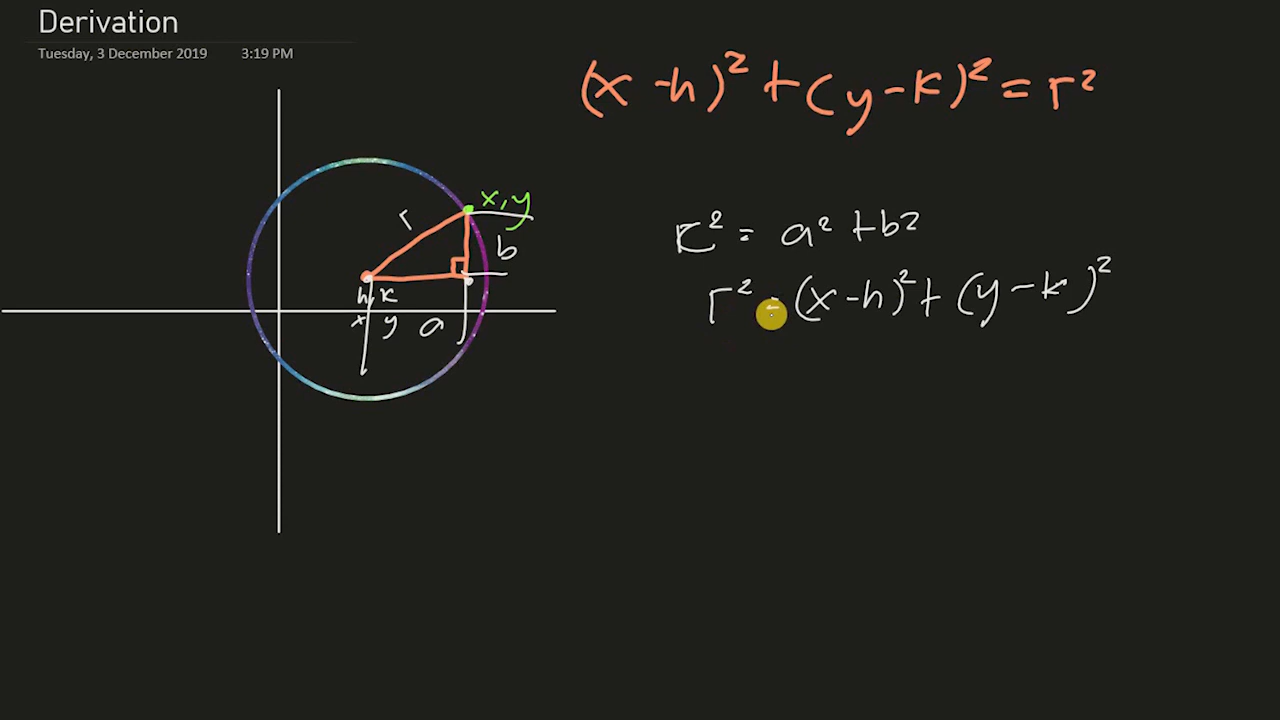 Derivation
Tuesday, 3 December 2019 3:19 PM
(x-h)² + (y-k)² = r²
x, y
r
b
h, k
x y
a
r² = a² + b²
r² = (x-h)² + (y-k)²